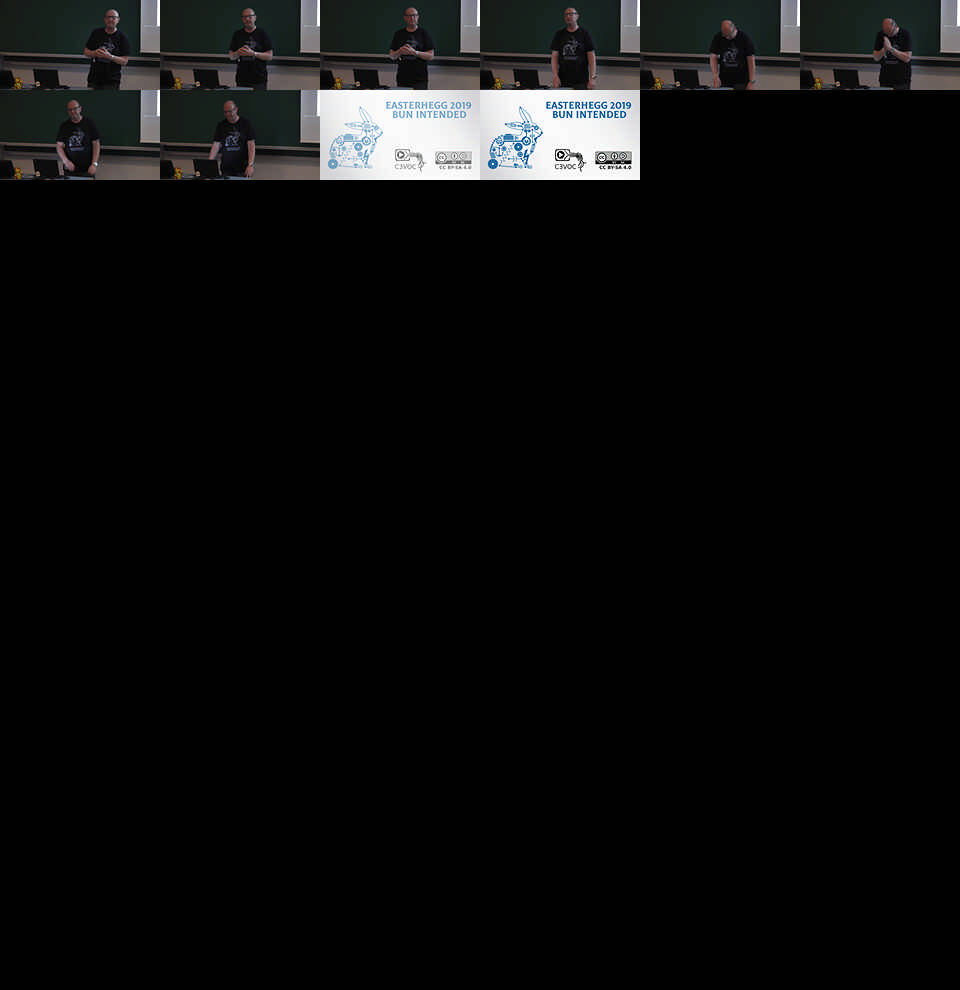 EASTERHEGG 2019
BUN INTENDED
C3VOC
CC BY-SA 4.0
EASTERHEGG 2019
BUN INTENDED
C3VOC
CC BY-SA 4.0